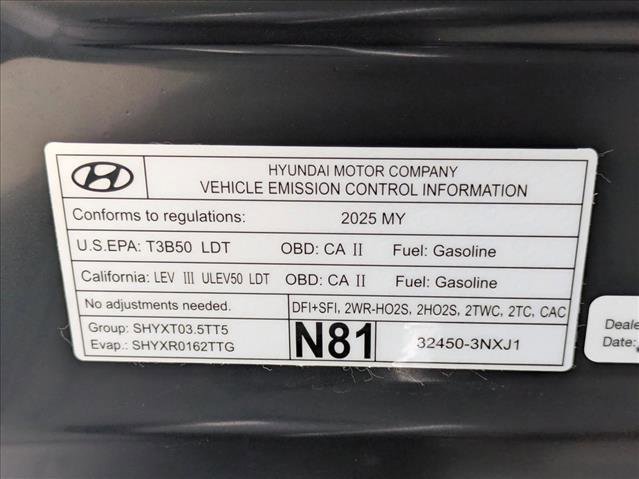 HYUNDAI MOTOR COMPANY
VEHICLE EMISSION CONTROL INFORMATION
Conforms to regulations: 2025 MY
U.S.EPA: T3B50 LDT OBD: CA II Fuel: Gasoline
California: LEV III ULEV50 LDT OBD: CA II Fuel: Gasoline
No adjustments needed. DFI+SFI, 2WR-HO2S, 2HO2S, 2TWC, 2TC, CAC
Group: SHYXT03.5TT5
Evap.: SHYXR0162TTG
N81
32450-3NXJ1
Deale
Date: